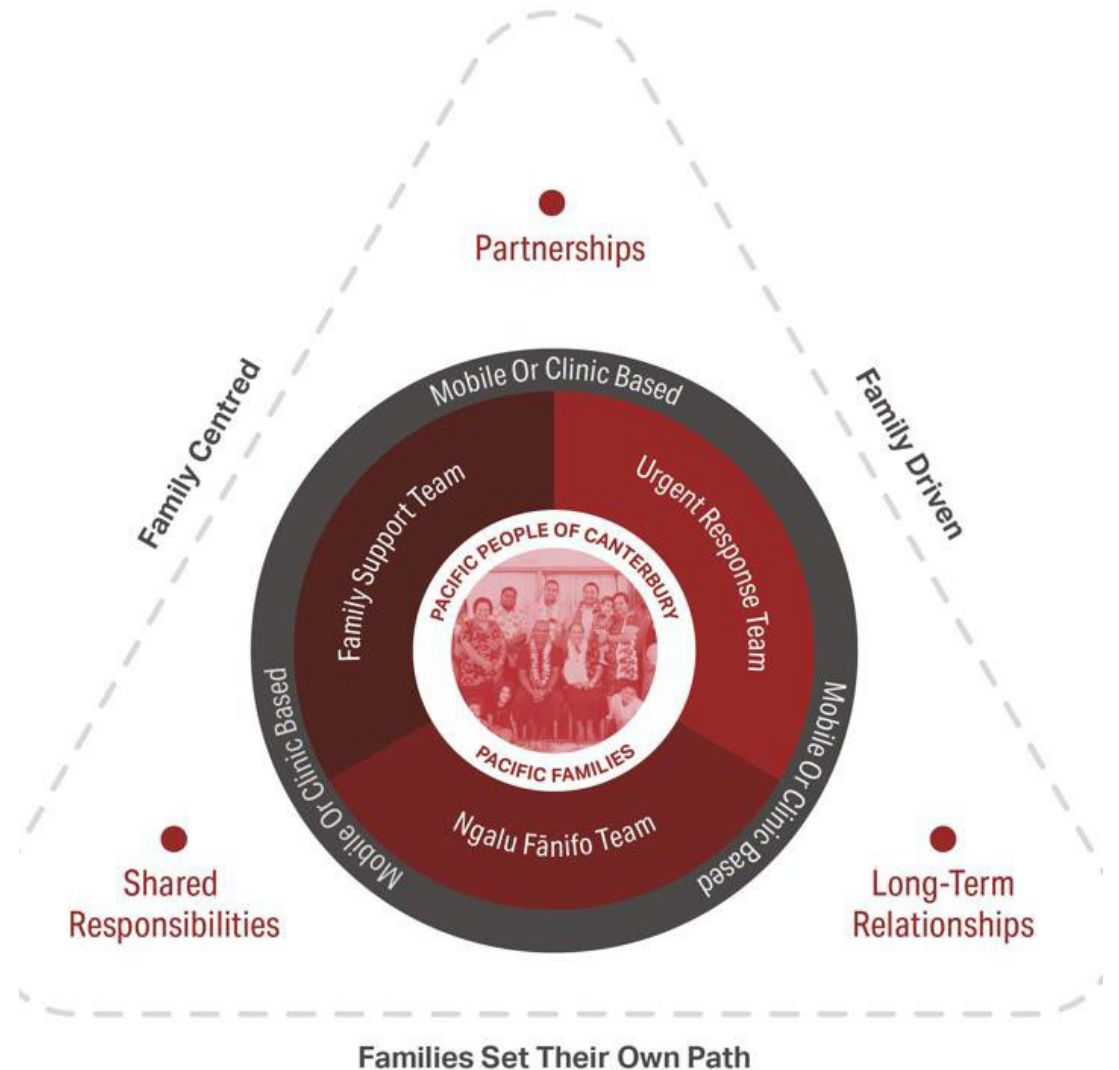 Partnerships
Family Centred
Family Driven
Mobile Or Clinic Based
Family Support Team
Urgent Response Team
PACIFIC PEOPLE OF CANTERBURY
PACIFIC FAMILIES
Ngalu Fānifo Team
Mobile Or Clinic Based
Mobile Or Clinic Based
Shared
Responsibilities
Long-Term
Relationships
Families Set Their Own Path